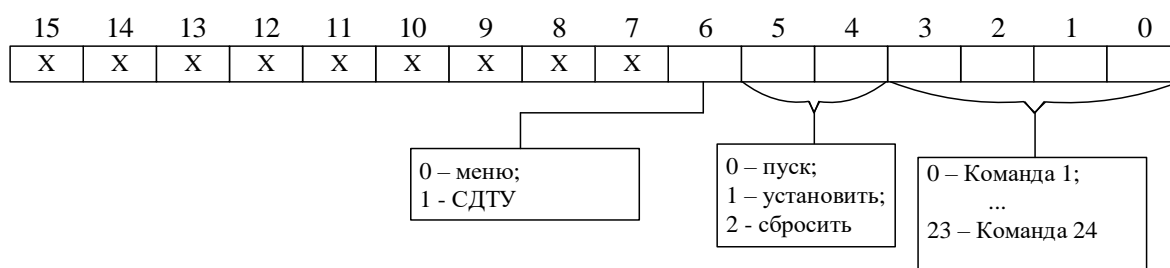 15 14 13 12 11 10 9 8 7 6 5 4 3 2 1 0
X X X X X X X X X
0 – меню;
1 - СДТУ
0 – пуск;
1 – установить;
2 - сбросить
0 – Команда 1;
...
23 – Команда 24